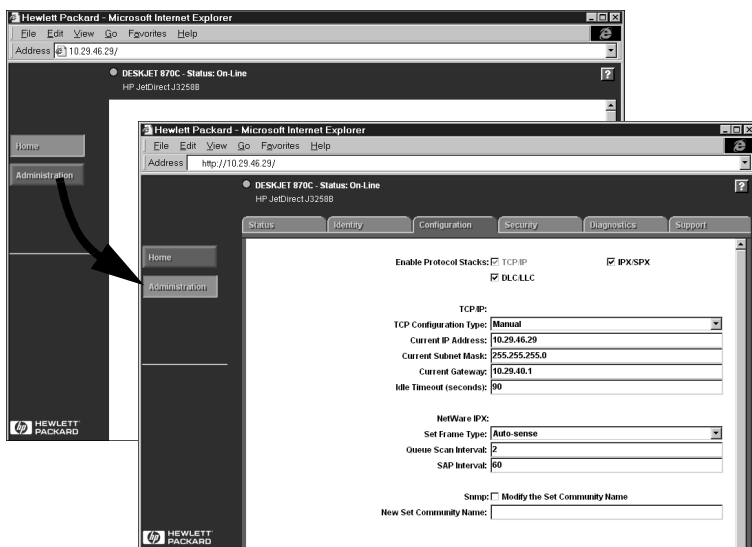 Hewlett Packard - Microsoft Internet Explorer
File Edit View Go Favorites Help
Address 10.29.46.29/
DESKJET 870C - Status: On-Line
HP JetDirect J3258B
?
Home
Administration
HEWLETT
PACKARD
hp
Hewlett Packard - Microsoft Internet Explorer
File Edit View Go Favorites Help
Address http://10.29.46.29/
DESKJET 870C - Status: On-Line
HP JetDirect J3258B
?
Status Identity Configuration Security Diagnostics Support
Home
Administration
Enable Protocol Stacks: TCP/IP IPX/SPX
DLC/LLC
TCP/IP:
TCP Configuration Type: Manual
Current IP Address: 10.29.46.29
Current Subnet Mask: 255.255.255.0
Current Gateway: 10.29.40.1
Idle Timeout (seconds): 90
NetWare IPX:
Set Frame Type: Auto-sense
Queue Scan Interval: 2
SAP Interval: 60
Snmp: Modify the Set Community Name
New Set Community Name:
hp HEWLETT
PACKARD